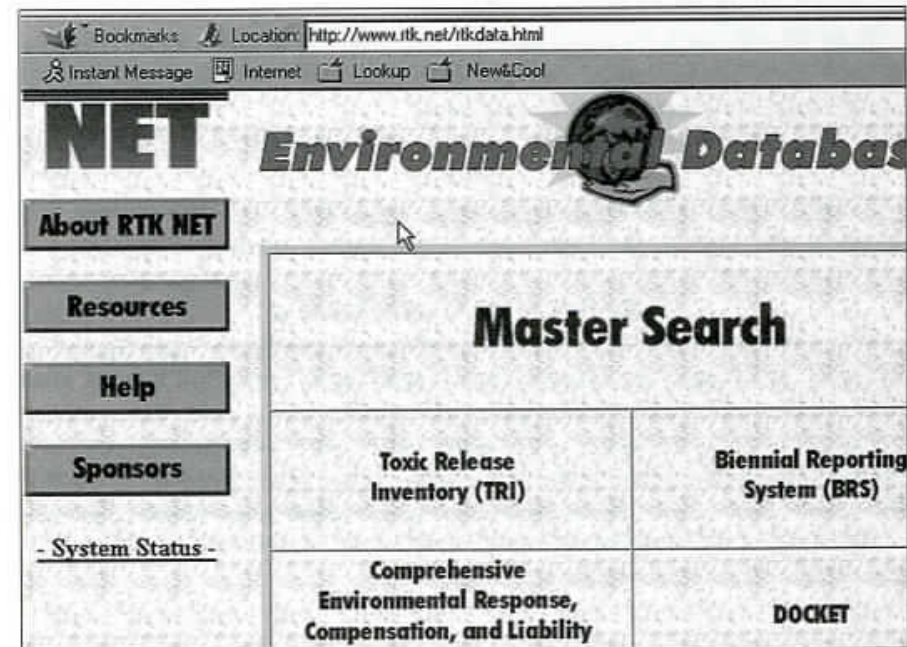 Bookmarks Location: http://www.rtk.net/rtkdata.html
Instant Message Internet Lookup New&Cool
NET Environmental Databas
About RTK NET
Resources
Help
Sponsors
- System Status -
Master Search
Toxic Release
Inventory (TRI)
Biennial Reporting
System (BRS)
Comprehensive
Environmental Response,
Compensation, and Liability
DOCKET